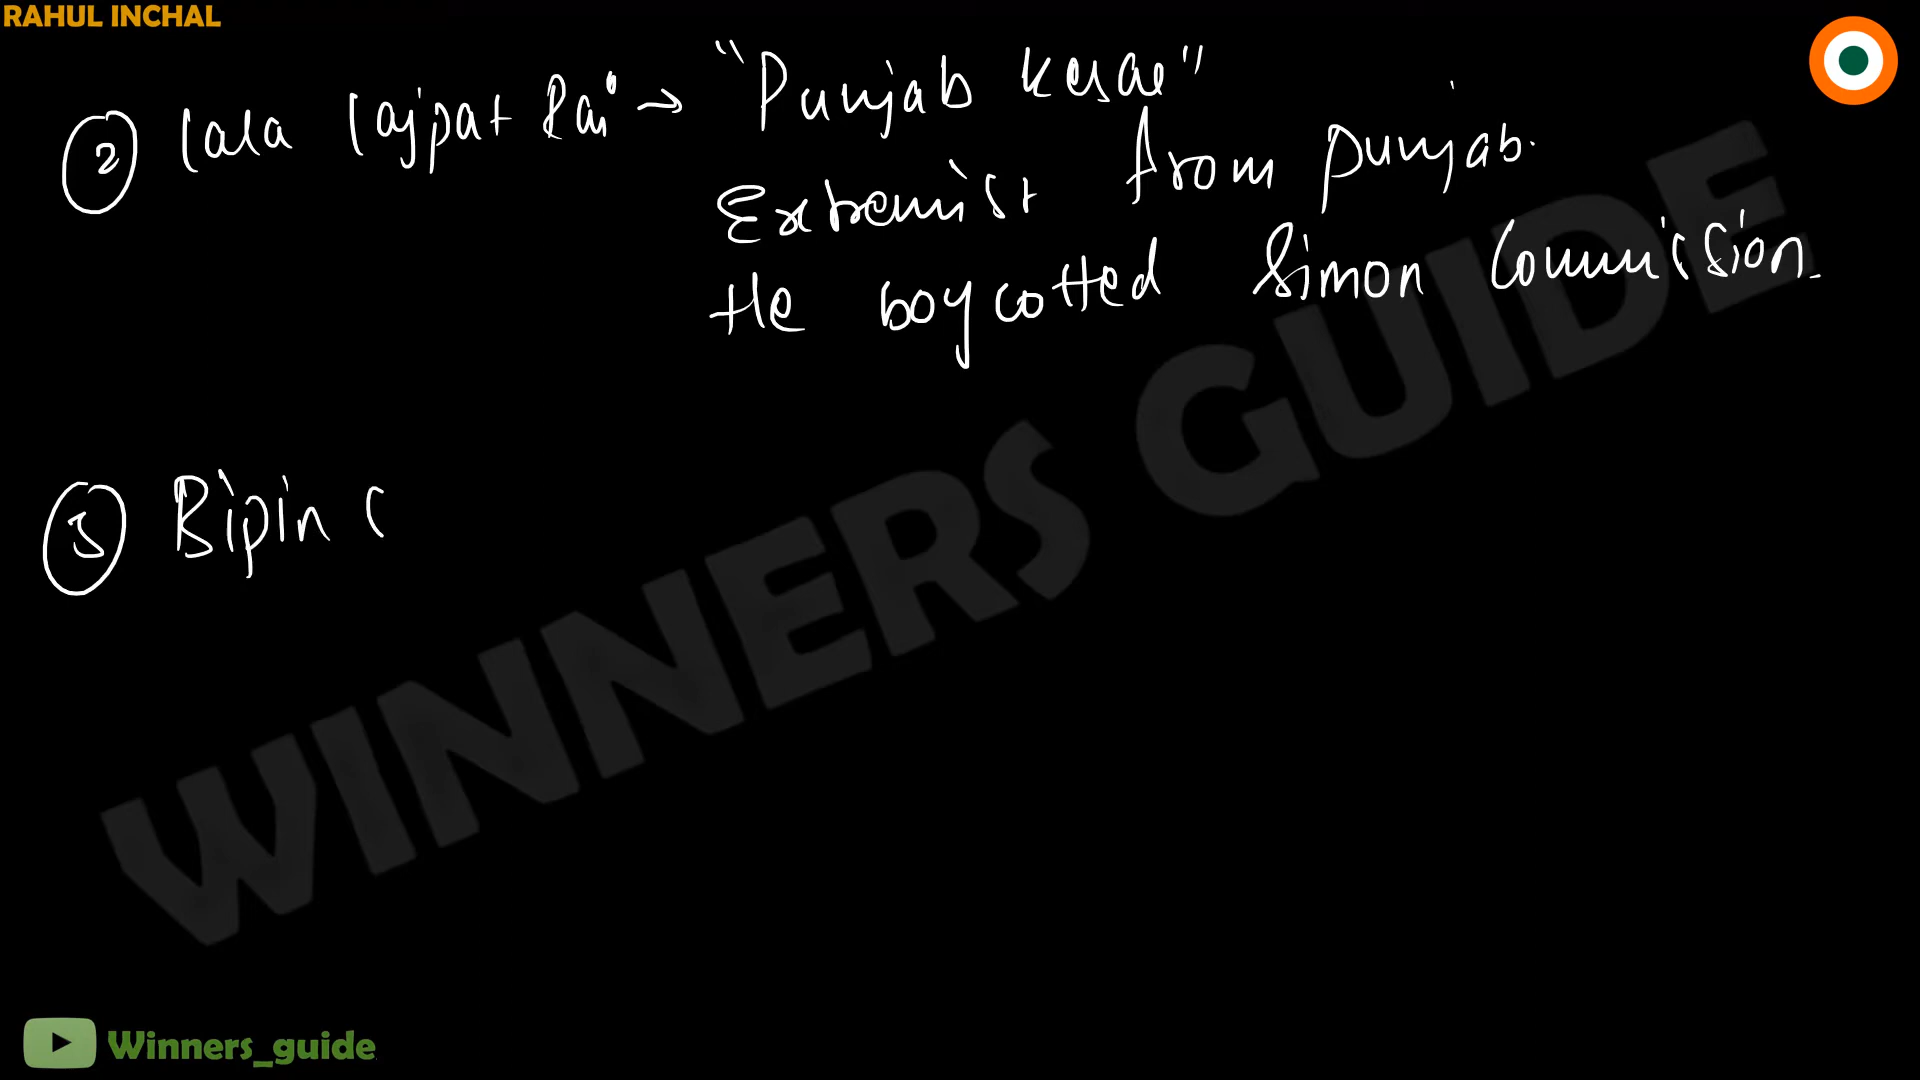 RAHUL INCHAL
② Lala Lajpat Rai → "Punjab Kesar"
Extremist from punjab.
He boycotted Simon Commission.
③ Bipin C
WINNERS GUIDE
Winners_guide